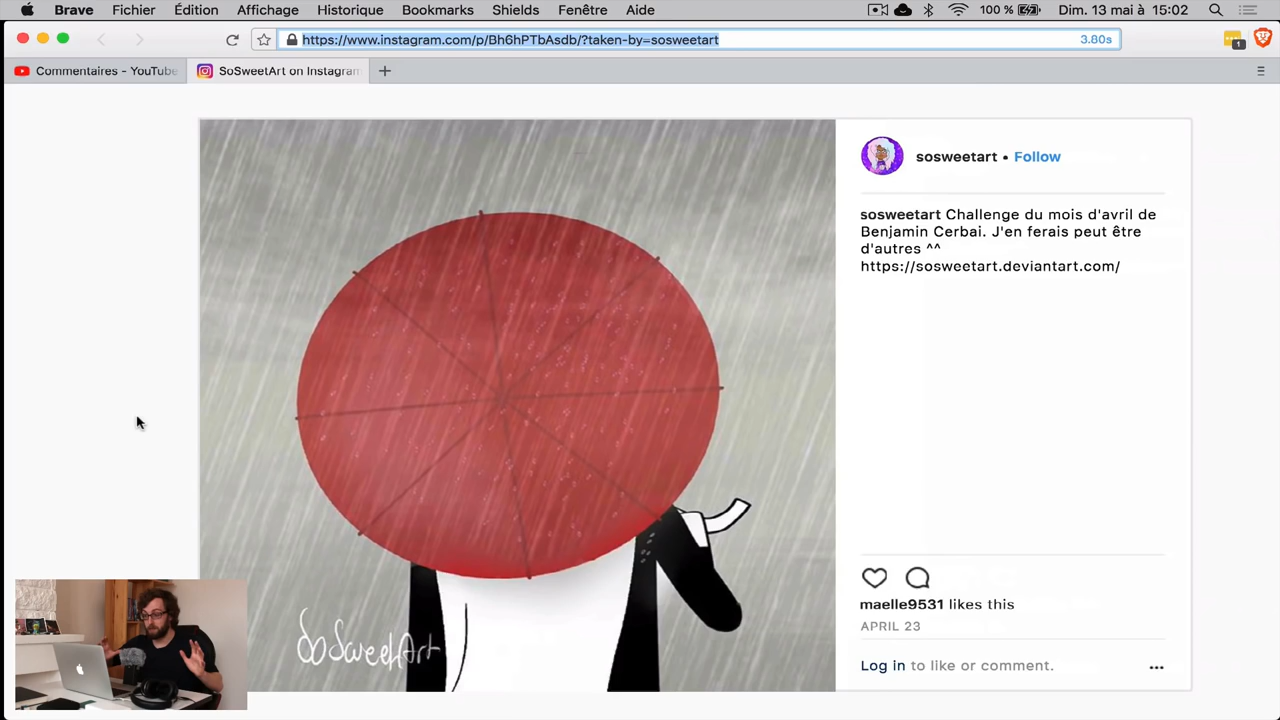 Brave Fichier Édition Affichage Historique Bookmarks Shields Fenêtre Aide 100 % Dim. 13 mai à 15:02
https://www.instagram.com/p/Bh6hPTbAsdb/?taken-by=sosweetart 3.80s
1
Commentaires - YouTube SoSweetArt on Instagram
sosweetart • Follow
sosweetart Challenge du mois d'avril de
Benjamin Cerbai. J'en ferais peut être
d'autres ^^
https://sosweetart.deviantart.com/
maelle9531 likes this
APRIL 23
SoSweetArt
Log in to like or comment.